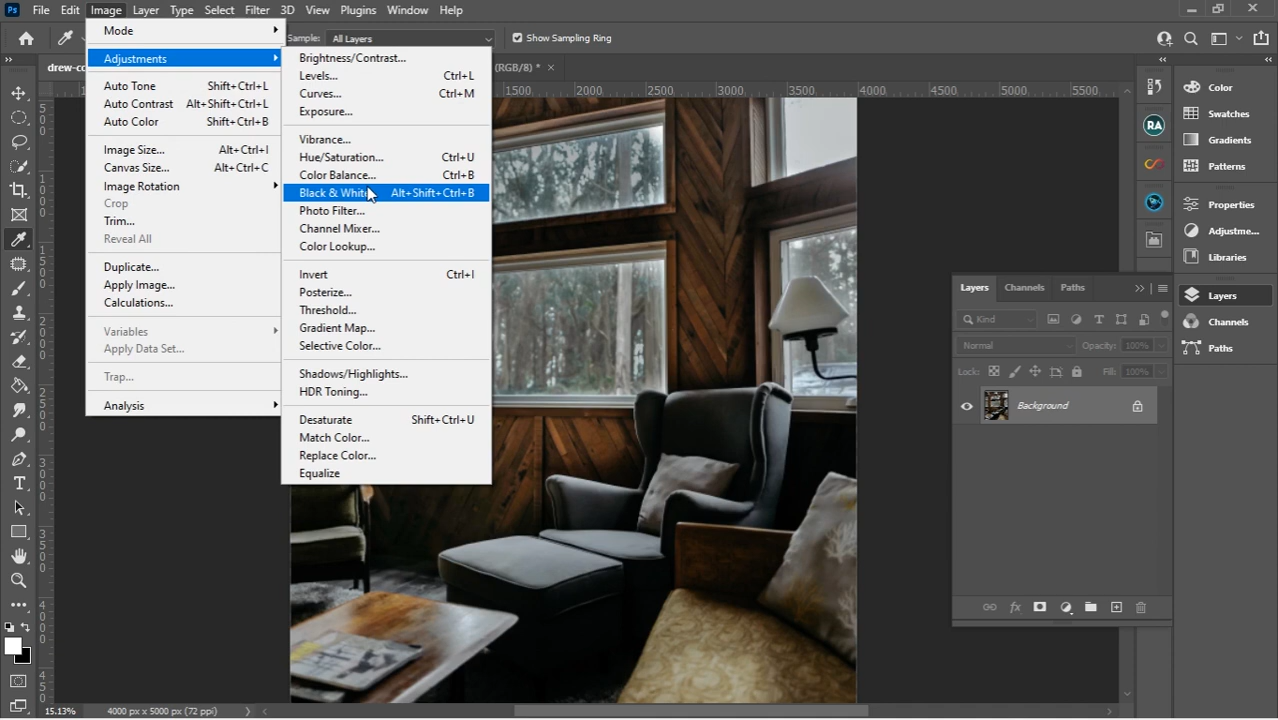 Ps File Edit Image Layer Type Select Filter 3D View Plugins Window Help
Sample: All Layers Show Sampling Ring
(RGB/8) *
1500 2000 2500 3000 3500 4000 4500 5000 5500
Mode
Adjustments
Auto Tone Shift+Ctrl+L
Auto Contrast Alt+Shift+Ctrl+L
Auto Color Shift+Ctrl+B
Image Size... Alt+Ctrl+I
Canvas Size... Alt+Ctrl+C
Image Rotation
Crop
Trim...
Reveal All
Duplicate...
Apply Image...
Calculations...
Variables
Apply Data Set...
Trap...
Analysis
Brightness/Contrast...
Levels... Ctrl+L
Curves... Ctrl+M
Exposure...
Vibrance...
Hue/Saturation... Ctrl+U
Color Balance... Ctrl+B
Black & White Alt+Shift+Ctrl+B
Photo Filter...
Channel Mixer...
Color Lookup...
Invert Ctrl+I
Posterize...
Threshold...
Gradient Map...
Selective Color...
Shadows/Highlights...
HDR Toning...
Desaturate Shift+Ctrl+U
Match Color...
Replace Color...
Equalize
Layers Channels Paths
Kind
Normal Opacity: 100%
Lock: Fill: 100%
Background
RA
Color
Swatches
Gradients
Patterns
Properties
Adjustme...
Libraries
Layers
Channels
Paths
15.13% 4000 px x 5000 px (72 ppi)